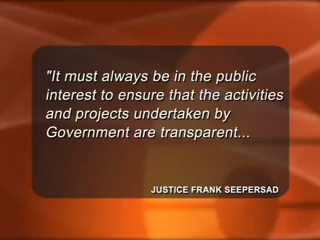 "It must always be in the public
interest to ensure that the activities
and projects undertaken by
Government are transparent...
JUSTICE FRANK SEEPERSAD